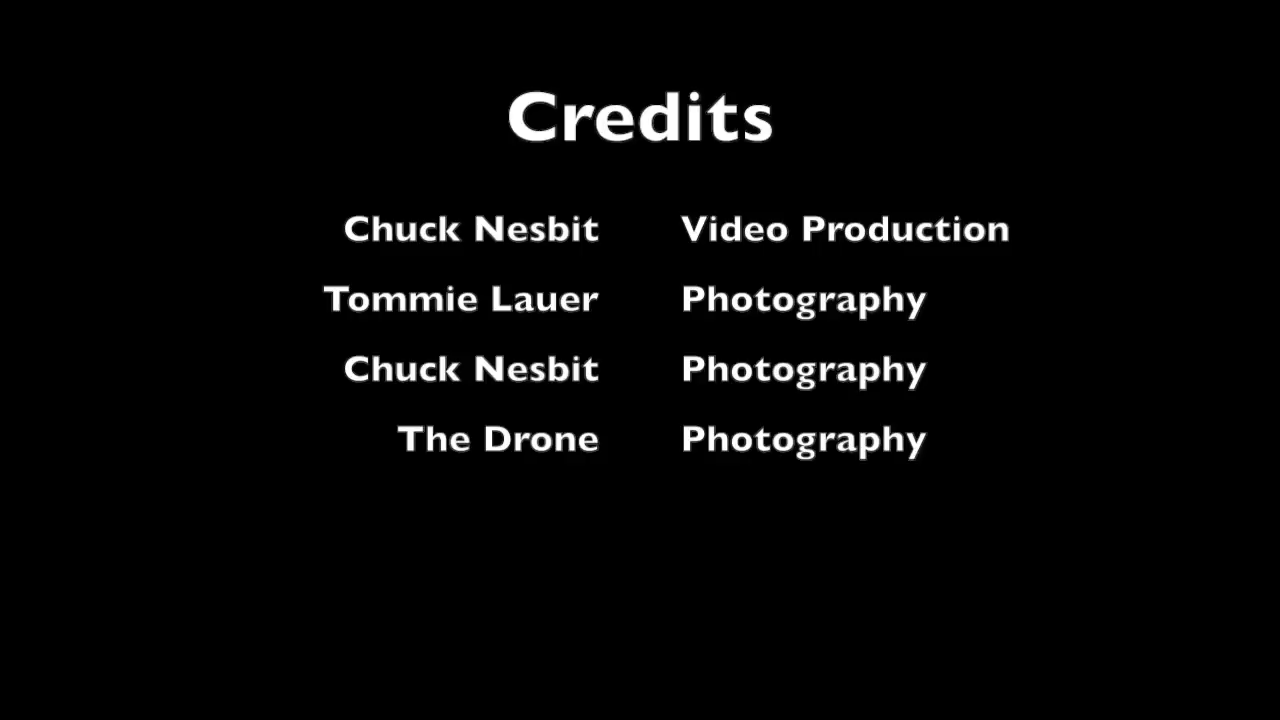 Credits
Chuck Nesbit Video Production
Tommie Lauer Photography
Chuck Nesbit Photography
The Drone Photography